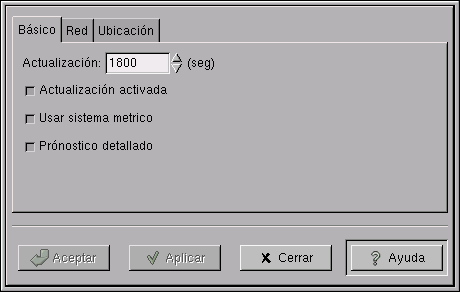 Básico Red Ubicación
Actualización: 1800 (seg)
Actualización activada
Usar sistema metrico
Prónostico detallado
Aceptar Aplicar Cerrar Ayuda